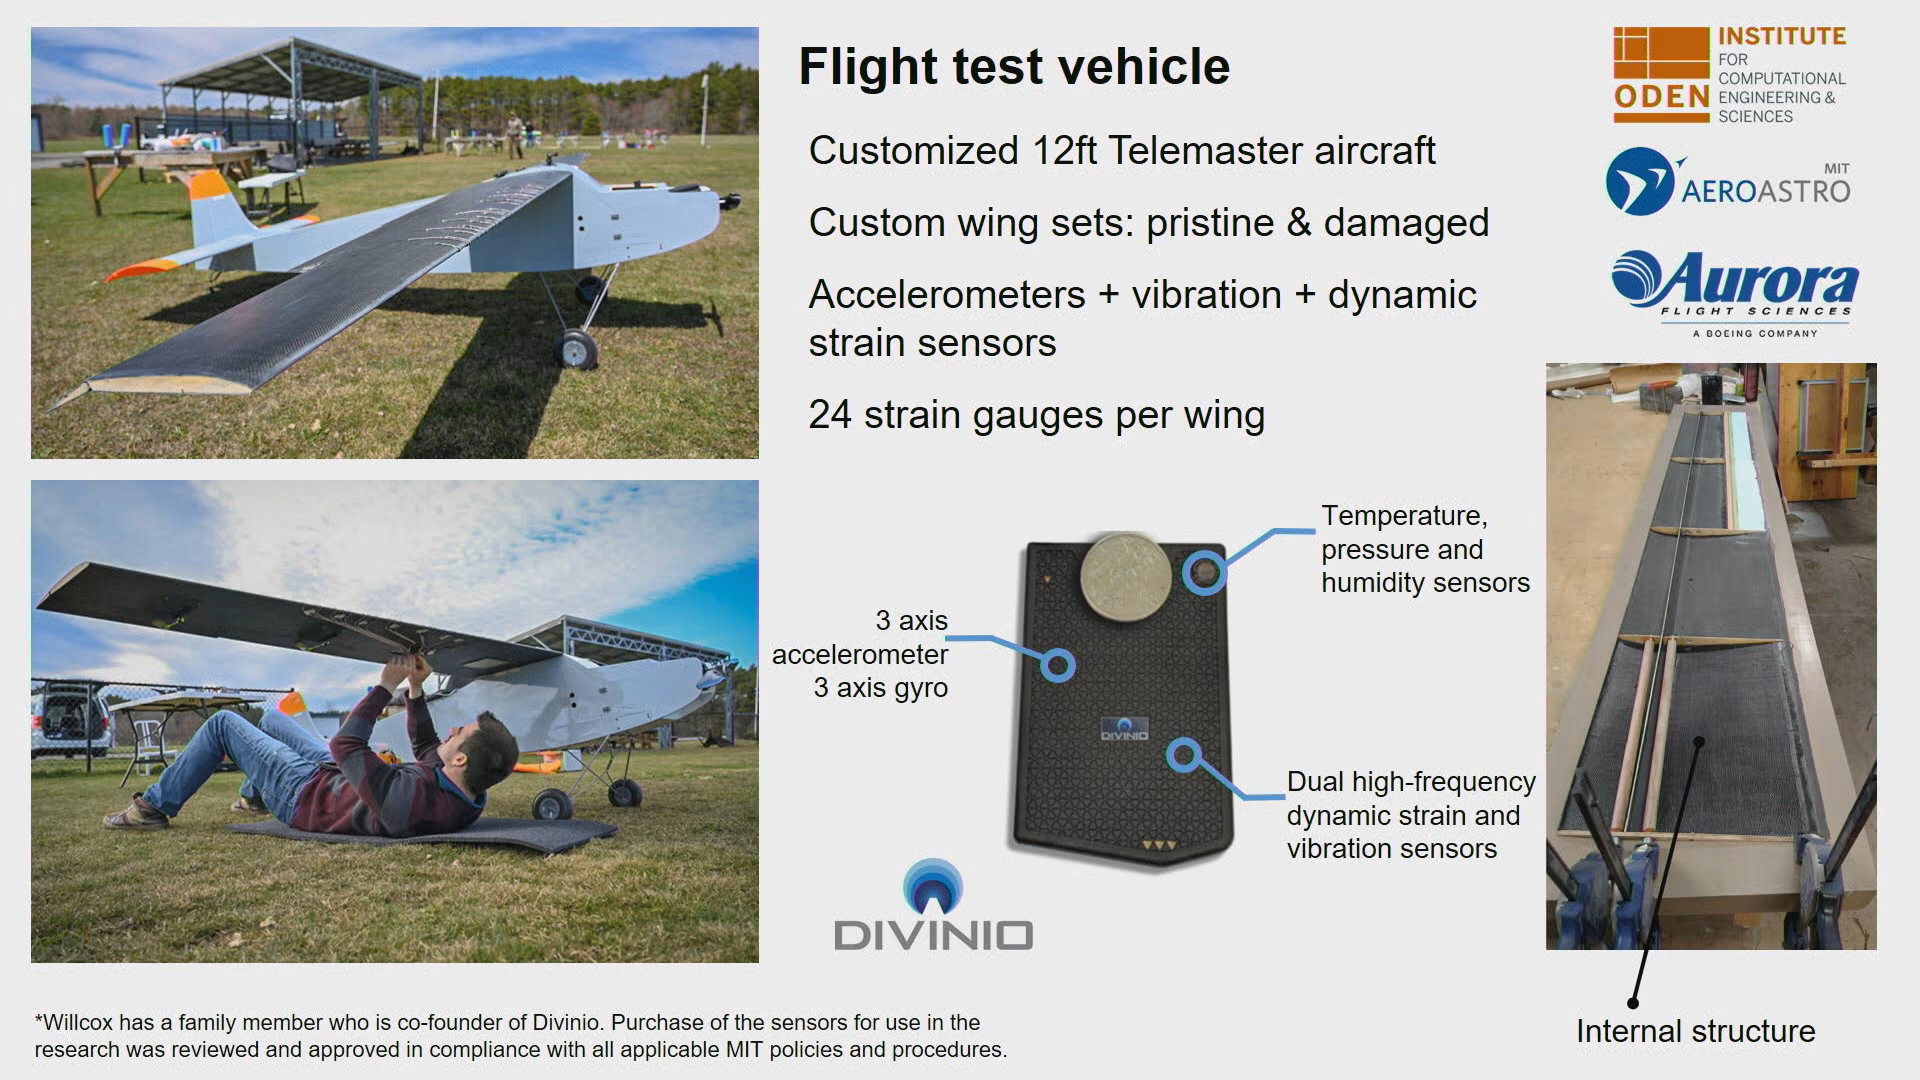 Flight test vehicle
Customized 12ft Telemaster aircraft
Custom wing sets: pristine & damaged
Accelerometers + vibration + dynamic
strain sensors
24 strain gauges per wing
INSTITUTE
FOR
COMPUTATIONAL
ENGINEERING &
SCIENCES
ODEN
MIT
AEROASTRO
Aurora
FLIGHT SCIENCES
A BOEING COMPANY
Temperature,
pressure and
humidity sensors
3 axis
accelerometer
3 axis gyro
DIVINIO
Dual high-frequency
dynamic strain and
vibration sensors
DIVINIO
Internal structure
*Willcox has a family member who is co-founder of Divinio. Purchase of the sensors for use in the
research was reviewed and approved in compliance with all applicable MIT policies and procedures.